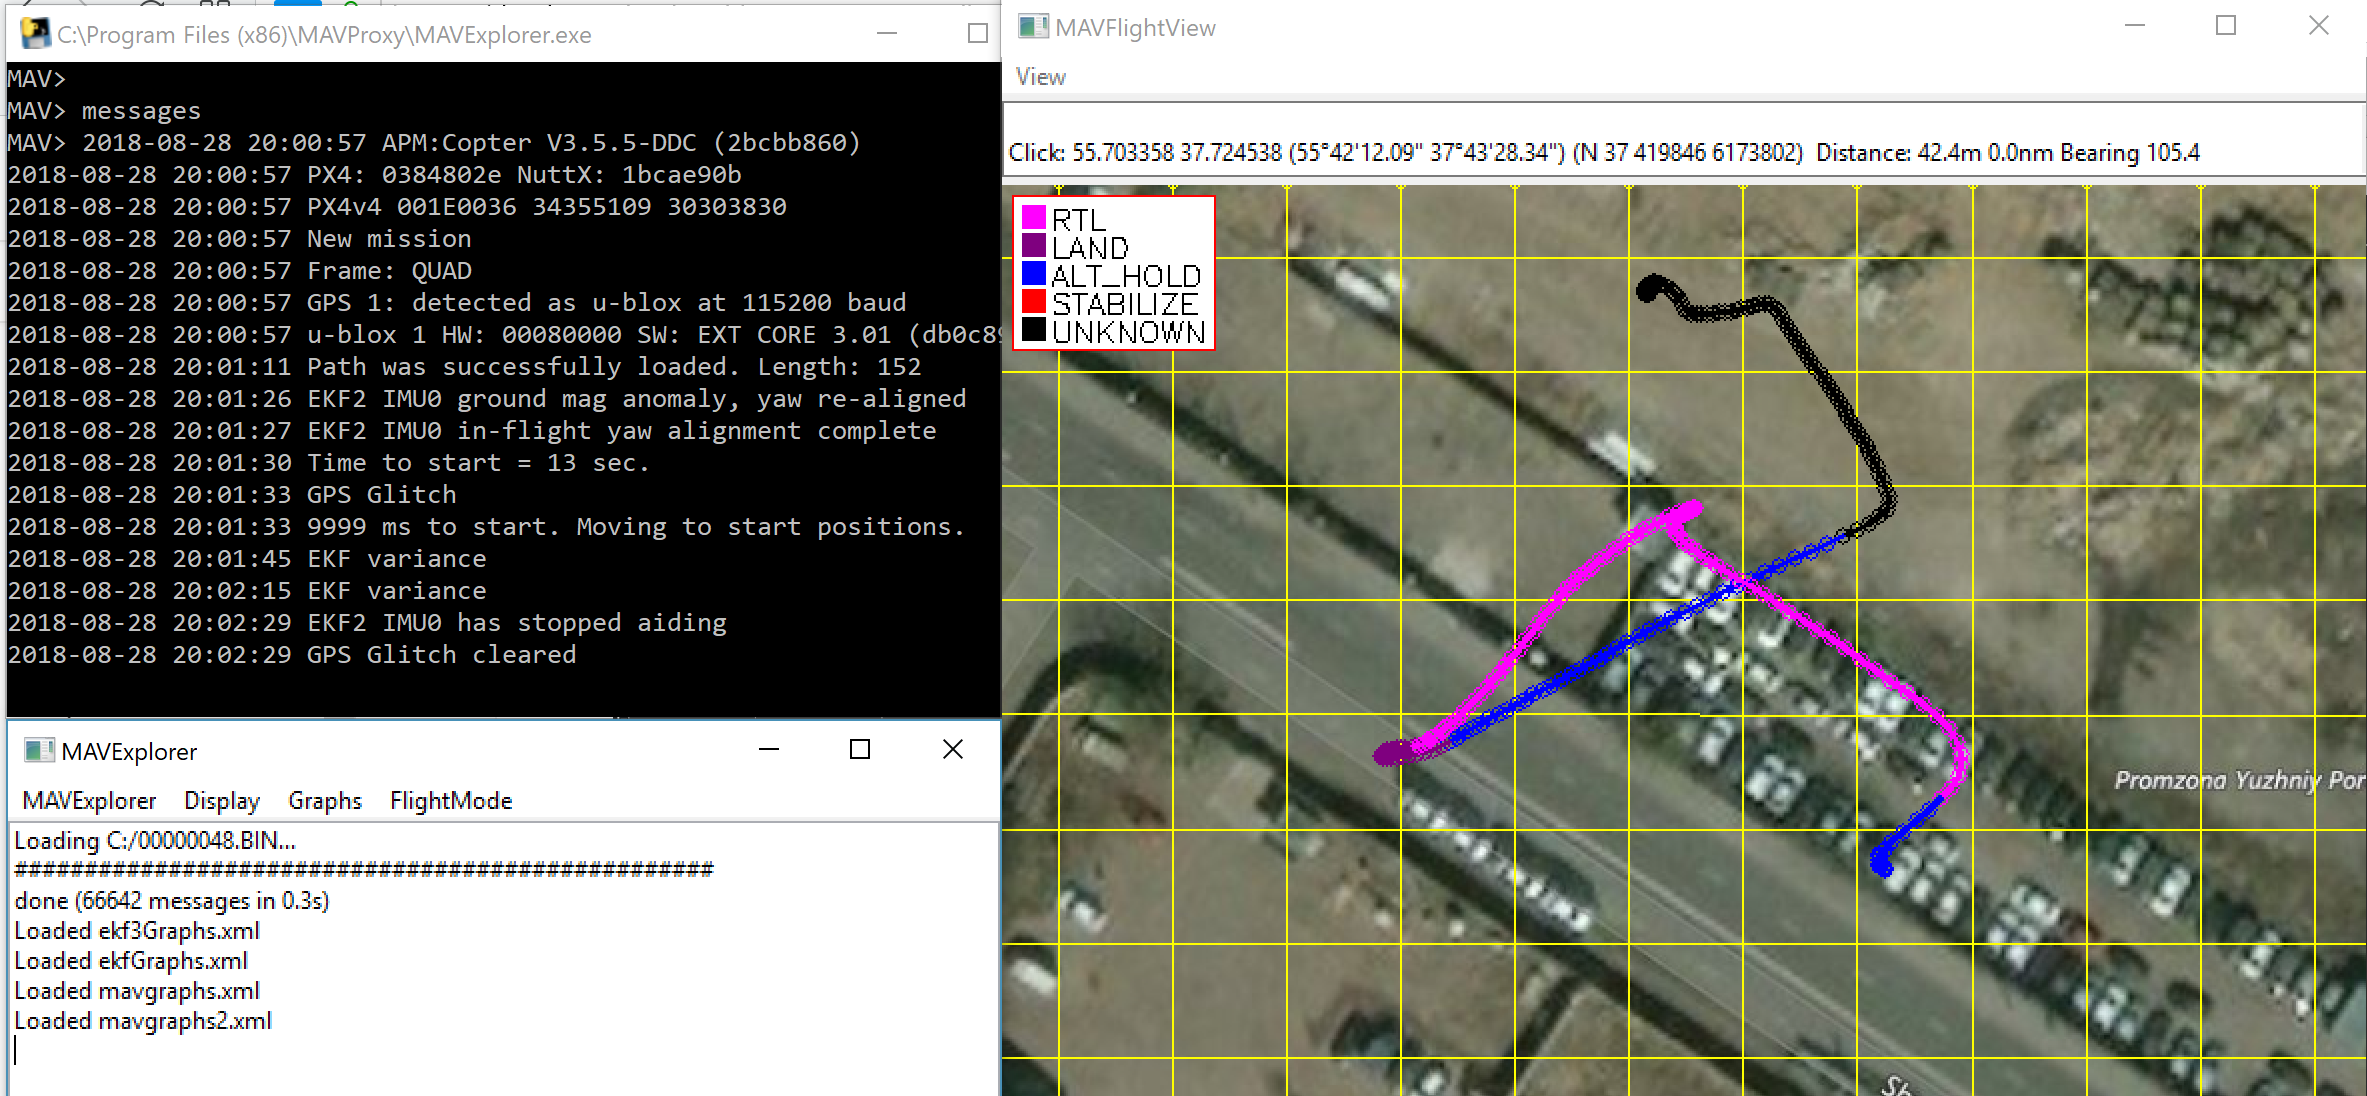 C:\Program Files (x86)\MAVProxy\MAVExplorer.exe
MAV>
MAV> messages
MAV> 2018-08-28 20:00:57 APM:Copter V3.5.5-DDC (2bcbb860)
2018-08-28 20:00:57 PX4: 0384802e NuttX: 1bcae90b
2018-08-28 20:00:57 PX4v4 001E0036 34355109 30303830
2018-08-28 20:00:57 New mission
2018-08-28 20:00:57 Frame: QUAD
2018-08-28 20:00:57 GPS 1: detected as u-blox at 115200 baud
2018-08-28 20:00:57 u-blox 1 HW: 00080000 SW: EXT CORE 3.01 (db0c89
2018-08-28 20:01:11 Path was successfully loaded. Length: 152
2018-08-28 20:01:26 EKF2 IMU0 ground mag anomaly, yaw re-aligned
2018-08-28 20:01:27 EKF2 IMU0 in-flight yaw alignment complete
2018-08-28 20:01:30 Time to start = 13 sec.
2018-08-28 20:01:33 GPS Glitch
2018-08-28 20:01:33 9999 ms to start. Moving to start positions.
2018-08-28 20:01:45 EKF variance
2018-08-28 20:02:15 EKF variance
2018-08-28 20:02:29 EKF2 IMU0 has stopped aiding
2018-08-28 20:02:29 GPS Glitch cleared
MAVExplorer
MAVExplorer Display Graphs FlightMode
Loading C:/00000048.BIN...
##################################################
done (66642 messages in 0.3s)
Loaded ekf3Graphs.xml
Loaded ekfGraphs.xml
Loaded mavgraphs.xml
Loaded mavgraphs2.xml
MAVFlightView
View
Click: 55.703358 37.724538 (55°42'12.09" 37°43'28.34") (N 37 419846 6173802) Distance: 42.4m 0.0nm Bearing 105.4
RTL
LAND
ALT_HOLD
STABILIZE
UNKNOWN
Promzona Yuzhniy Por
Sh